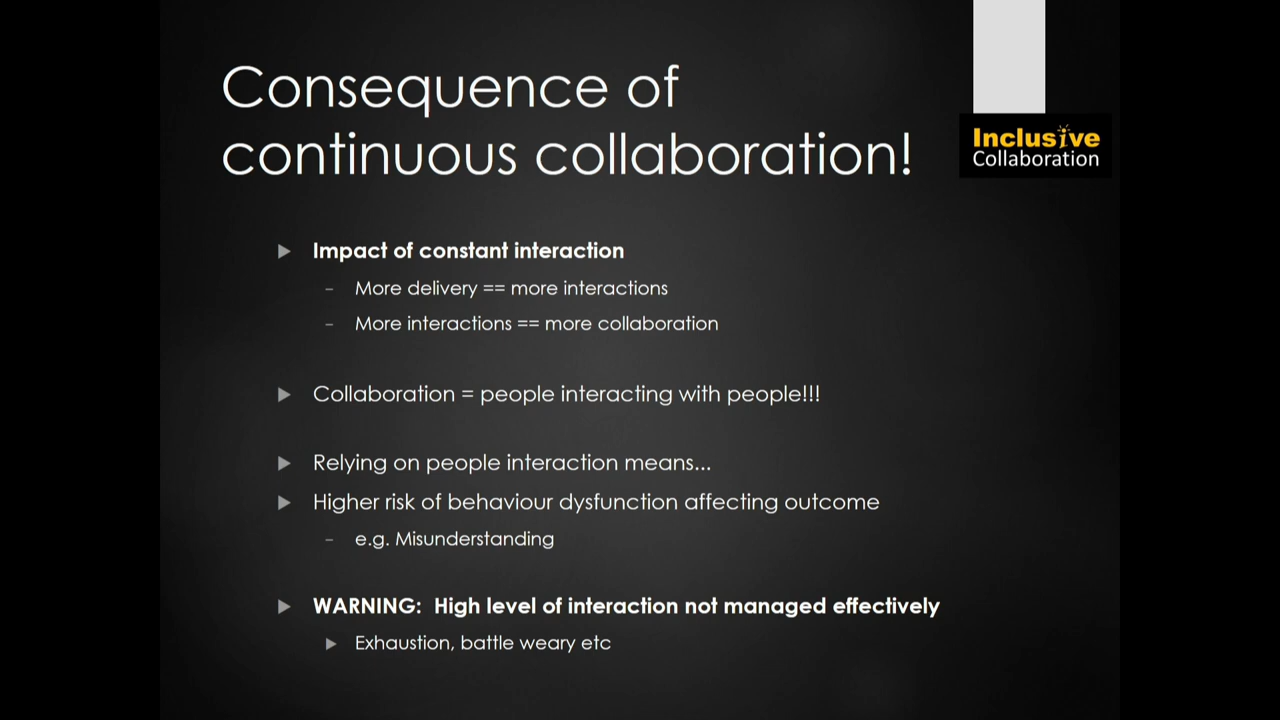 Consequence of
continuous collaboration!
Inclusive
Collaboration
▶ Impact of constant interaction
- More delivery == more interactions
- More interactions == more collaboration
▶ Collaboration = people interacting with people!!!
▶ Relying on people interaction means...
▶ Higher risk of behaviour dysfunction affecting outcome
- e.g. Misunderstanding
▶ WARNING:  High level of interaction not managed effectively
▶ Exhaustion, battle weary etc